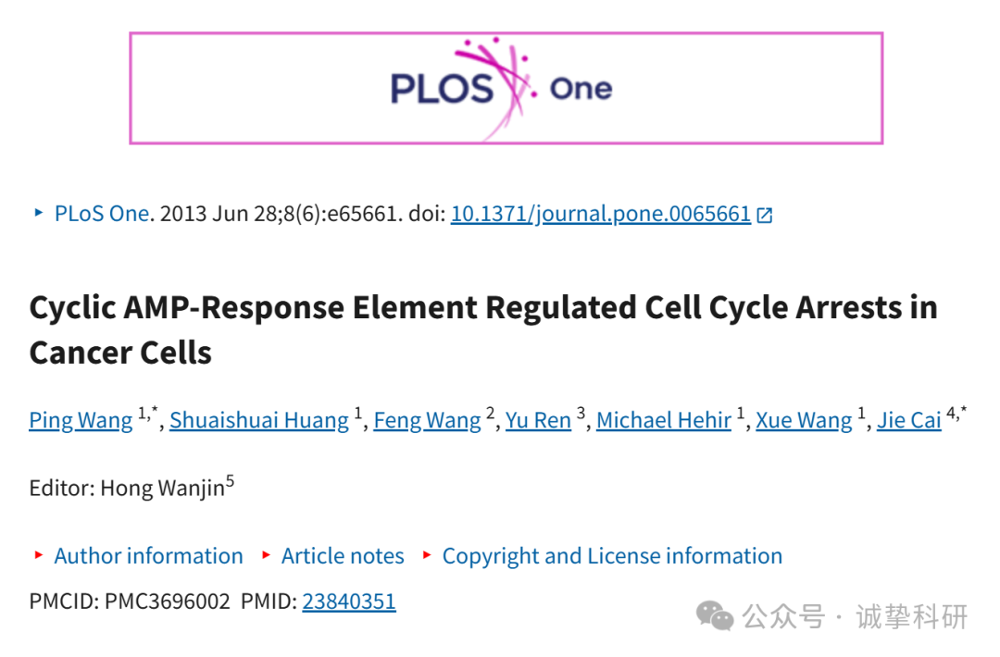 PLOS One
PLoS One. 2013 Jun 28;8(6):e65661. doi: 10.1371/journal.pone.0065661
Cyclic AMP-Response Element Regulated Cell Cycle Arrests in
Cancer Cells
Ping Wang 1,*, Shuaishuai Huang 1, Feng Wang 2, Yu Ren 3, Michael Hehir 1, Xue Wang 1, Jie Cai 4,*
Editor: Hong Wanjin5
Author information Article notes Copyright and License information
PMCID: PMC3696002 PMID: 23840351
公众号 · 诚挚科研